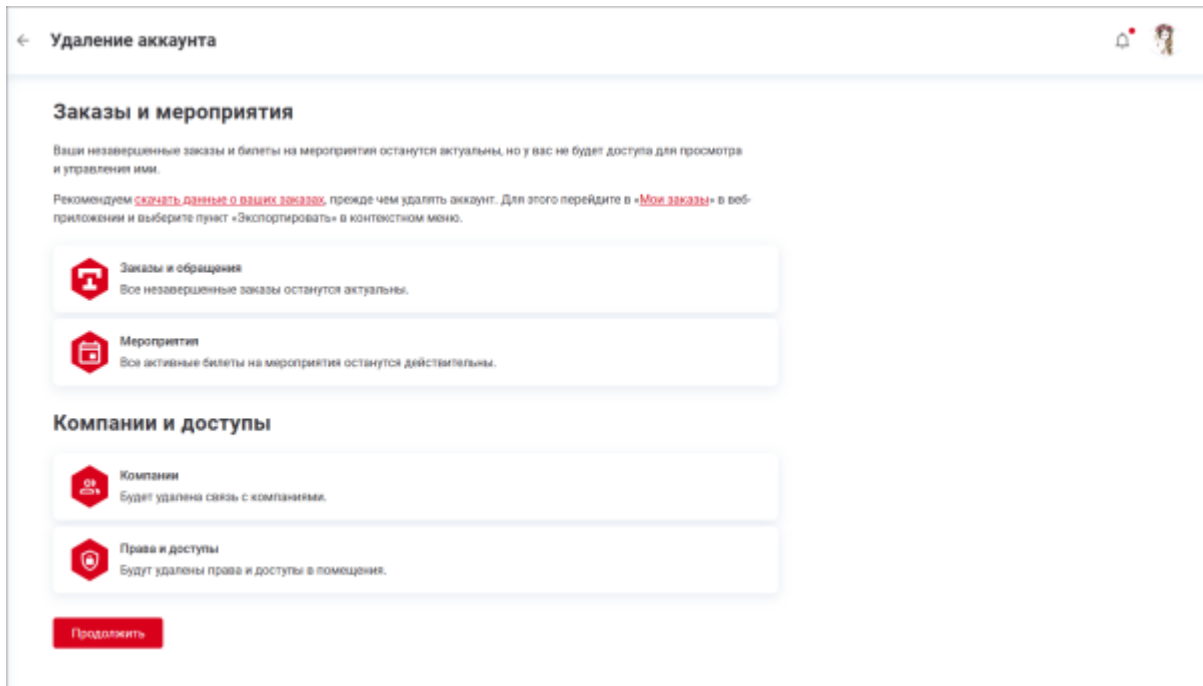 Удаление аккаунта
Заказы и мероприятия
Ваши незавершенные заказы и билеты на мероприятия останутся актуальны, но у вас не будет доступа для просмотра
и управления ими.
Рекомендуем скачать данные о ваших заказах, прежде чем удалять аккаунт. Для этого перейдите в «Мои заказы» в веб-
приложении и выберите пункт «Экспортировать» в контекстном меню.
Заказы и обращения
Все незавершенные заказы останутся актуальны.
Мероприятия
Все активные билеты на мероприятия останутся действительны.
Компании и доступы
Компании
Будет удалена связь с компаниями.
Права и доступы
Будут удалены права и доступы в помещения.
Продолжить